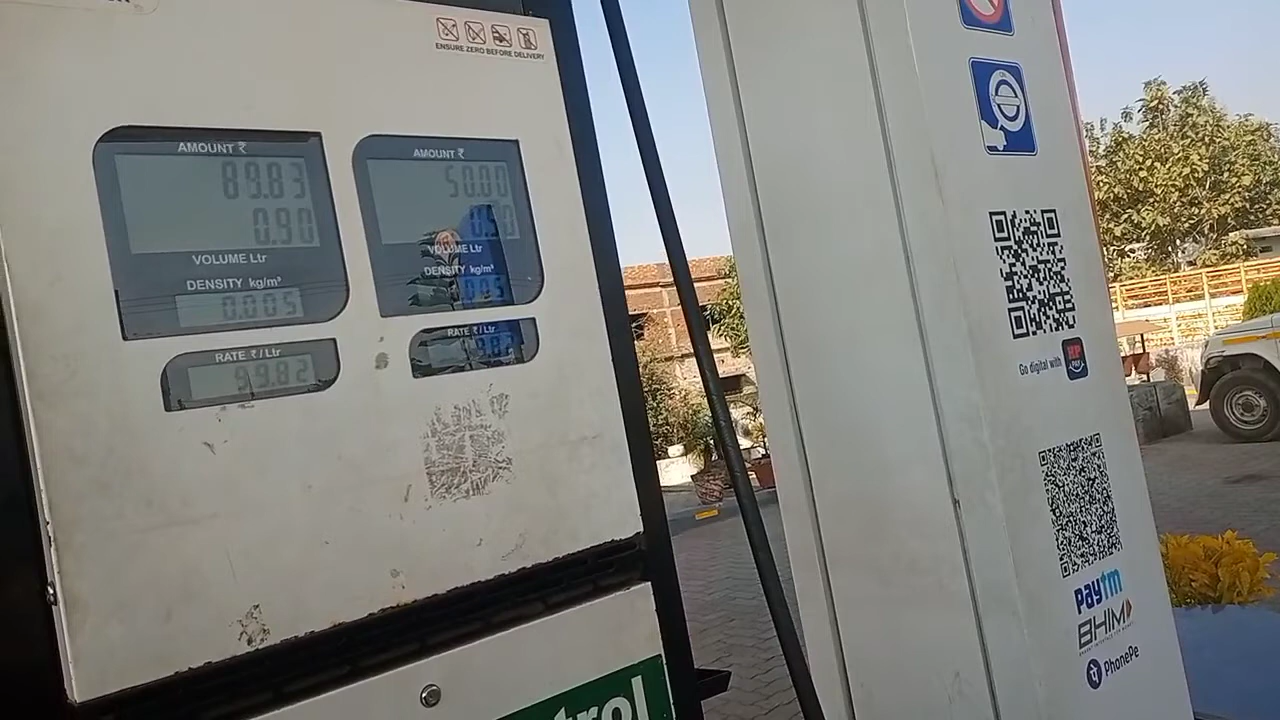 ENSURE ZERO BEFORE DELIVERY
AMOUNT ₹
89.83
0.90
VOLUME Ltr
DENSITY kg/m³
0.005
RATE ₹ / Ltr
99.82
AMOUNT ₹
50.00
VOLUME Ltr
DENSITY kg/m³
RATE ₹ / Ltr
Go digital with
HP
PAY
paytm
BHIM
पे PhonePe